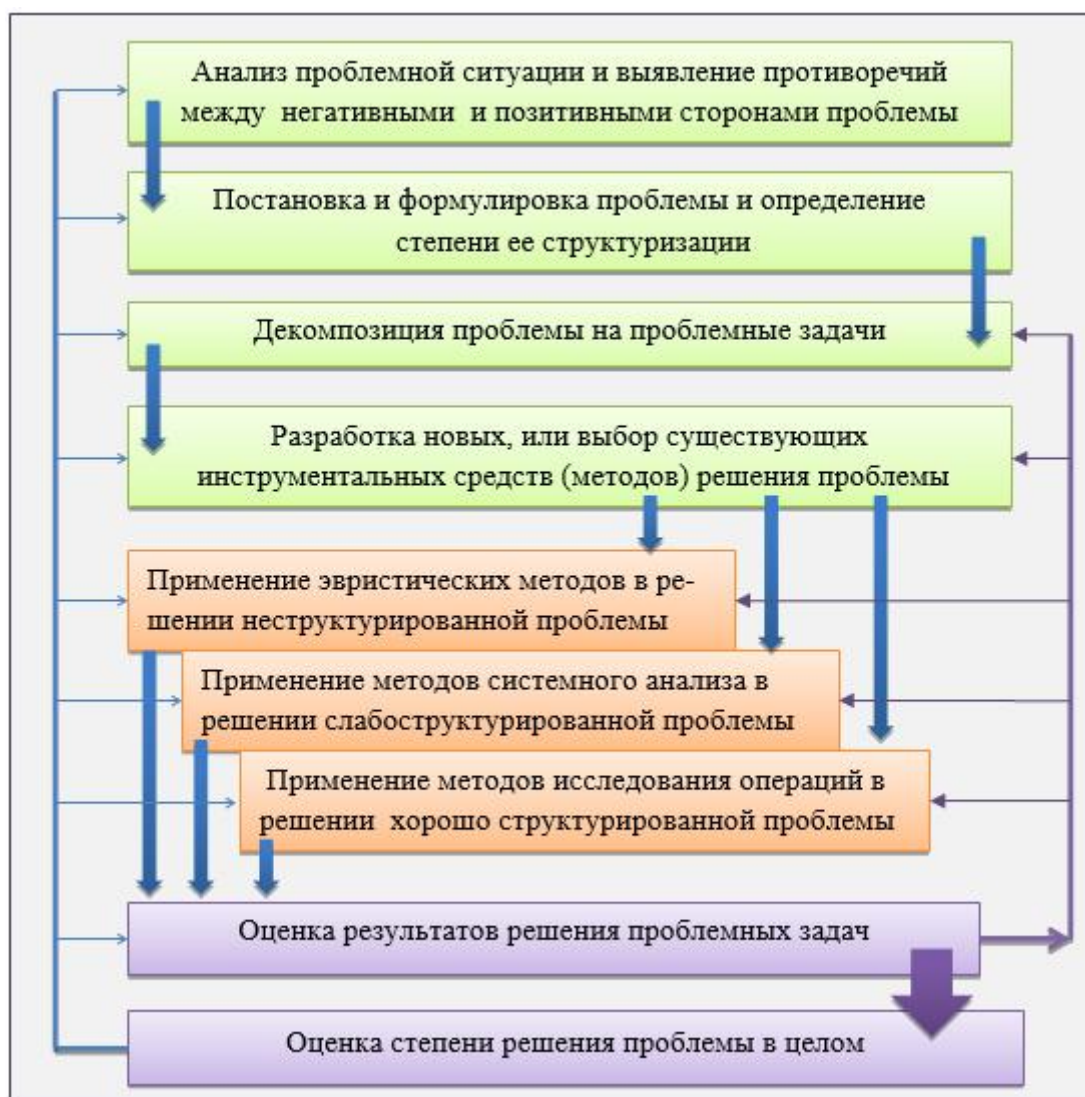 Анализ проблемной ситуации и выявление противоречий
между негативными и позитивными сторонами проблемы
Постановка и формулировка проблемы и определение
степени ее структуризации
Декомпозиция проблемы на проблемные задачи
Разработка новых, или выбор существующих
инструментальных средств (методов) решения проблемы
Применение эвристических методов в ре-
шении неструктурированной проблемы
Применение методов системного анализа в
решении слабоструктурированной проблемы
Применение методов исследования операций в
решении хорошо структурированной проблемы
Оценка результатов решения проблемных задач
Оценка степени решения проблемы в целом